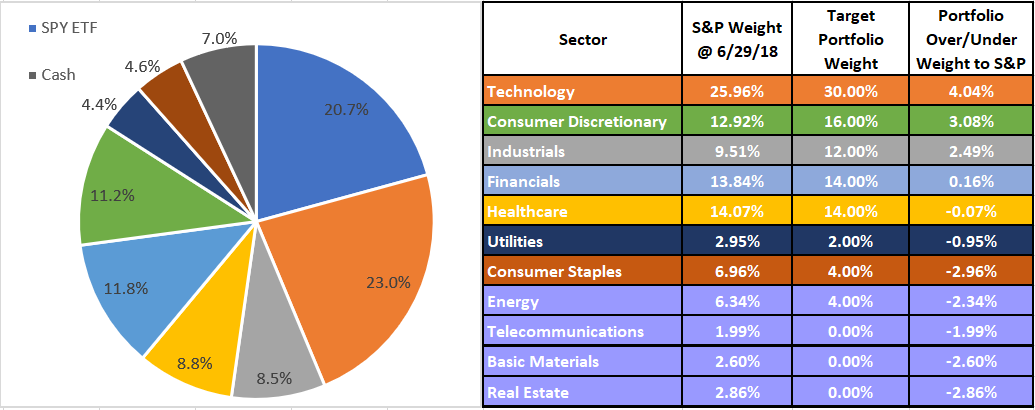 SPY ETF
Cash
7.0%
4.6%
4.4%
20.7%
11.2%
11.8%
23.0%
8.8%
8.5%
Sector S&P Weight @ 6/29/18 Target Portfolio Weight Portfolio Over/Under Weight to S&P
Technology 25.96% 30.00% 4.04%
Consumer Discretionary 12.92% 16.00% 3.08%
Industrials 9.51% 12.00% 2.49%
Financials 13.84% 14.00% 0.16%
Healthcare 14.07% 14.00% -0.07%
Utilities 2.95% 2.00% -0.95%
Consumer Staples 6.96% 4.00% -2.96%
Energy 6.34% 4.00% -2.34%
Telecommunications 1.99% 0.00% -1.99%
Basic Materials 2.60% 0.00% -2.60%
Real Estate 2.86% 0.00% -2.86%